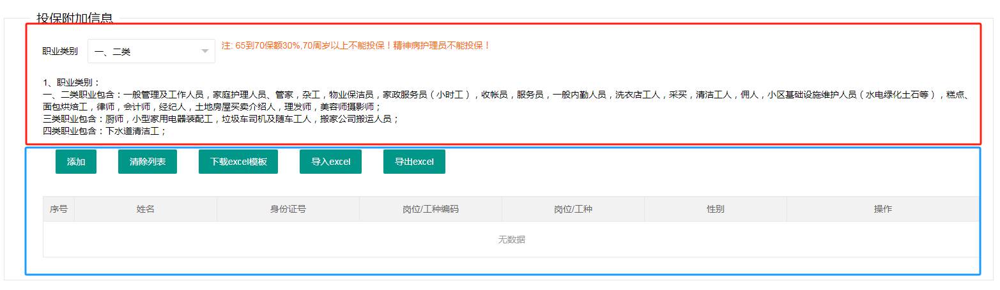 投保附加信息
职业类别 一、二类 注: 65到70保额30%,70周岁以上不能投保！精神病护理员不能投保！
1、职业类别：
一、二类职业包含：一般管理及工作人员，家庭护理人员、管家，杂工，物业保洁员，家政服务员（小时工），收帐员，服务员，一般内勤人员，洗衣店工人，采买，清洁工人，佣人，小区基础设施维护人员（水电绿化土石等），糕点、
面包烘焙工，律师，会计师，经纪人，土地房屋买卖介绍人，理发师，美容师摄影师；
三类职业包含：厨师，小型家用电器装配工，垃圾车司机及随车工人，搬家公司搬运人员；
四类职业包含：下水道清洁工；
添加 清除列表 下载excel模板 导入excel 导出excel
序号 姓名 身份证号 岗位/工种编码 岗位/工种 性别 操作
无数据